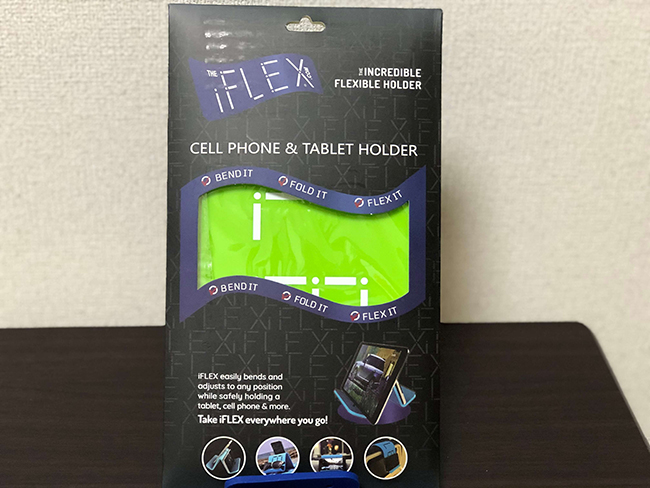 THE iFLEX
THE INCREDIBLE
FLEXIBLE HOLDER
CELL PHONE & TABLET HOLDER
BEND IT FOLD IT FLEX IT
BEND IT FOLD IT FLEX IT
iFLEX easily bends and
adjusts to any position
while safely holding a
tablet, cell phone & more.
Take iFLEX everywhere you go!